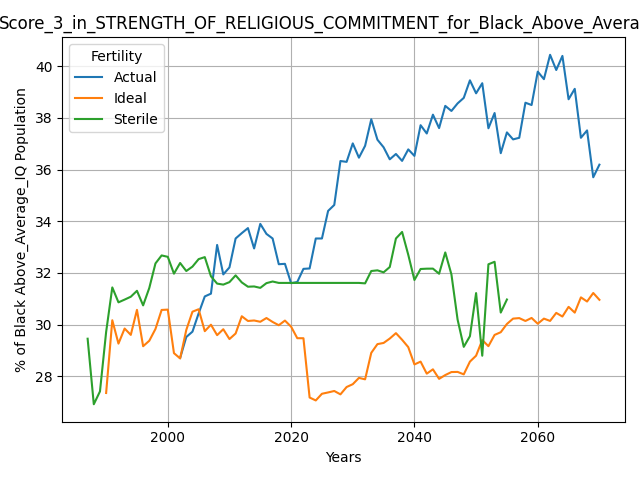 Score_3_in_STRENGTH_OF_RELIGIOUS_COMMITMENT_for_Black_Above_Avera
Fertility
Actual
Ideal
Sterile
% of Black Above_Average_IQ Population
40
38
36
34
32
30
28
2000
2020
2040
2060
Years